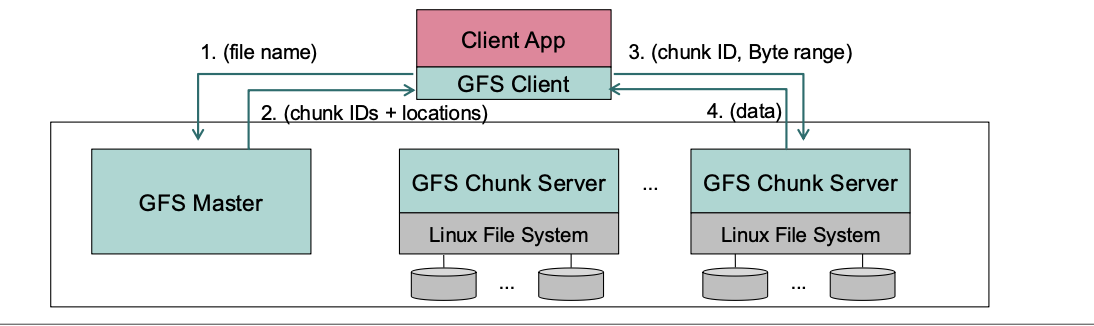 Client App
1. (file name)
3. (chunk ID, Byte range)
GFS Client
2. (chunk IDs + locations)
4. (data)
GFS Master
GFS Chunk Server
...
GFS Chunk Server
Linux File System
Linux File System
...
...